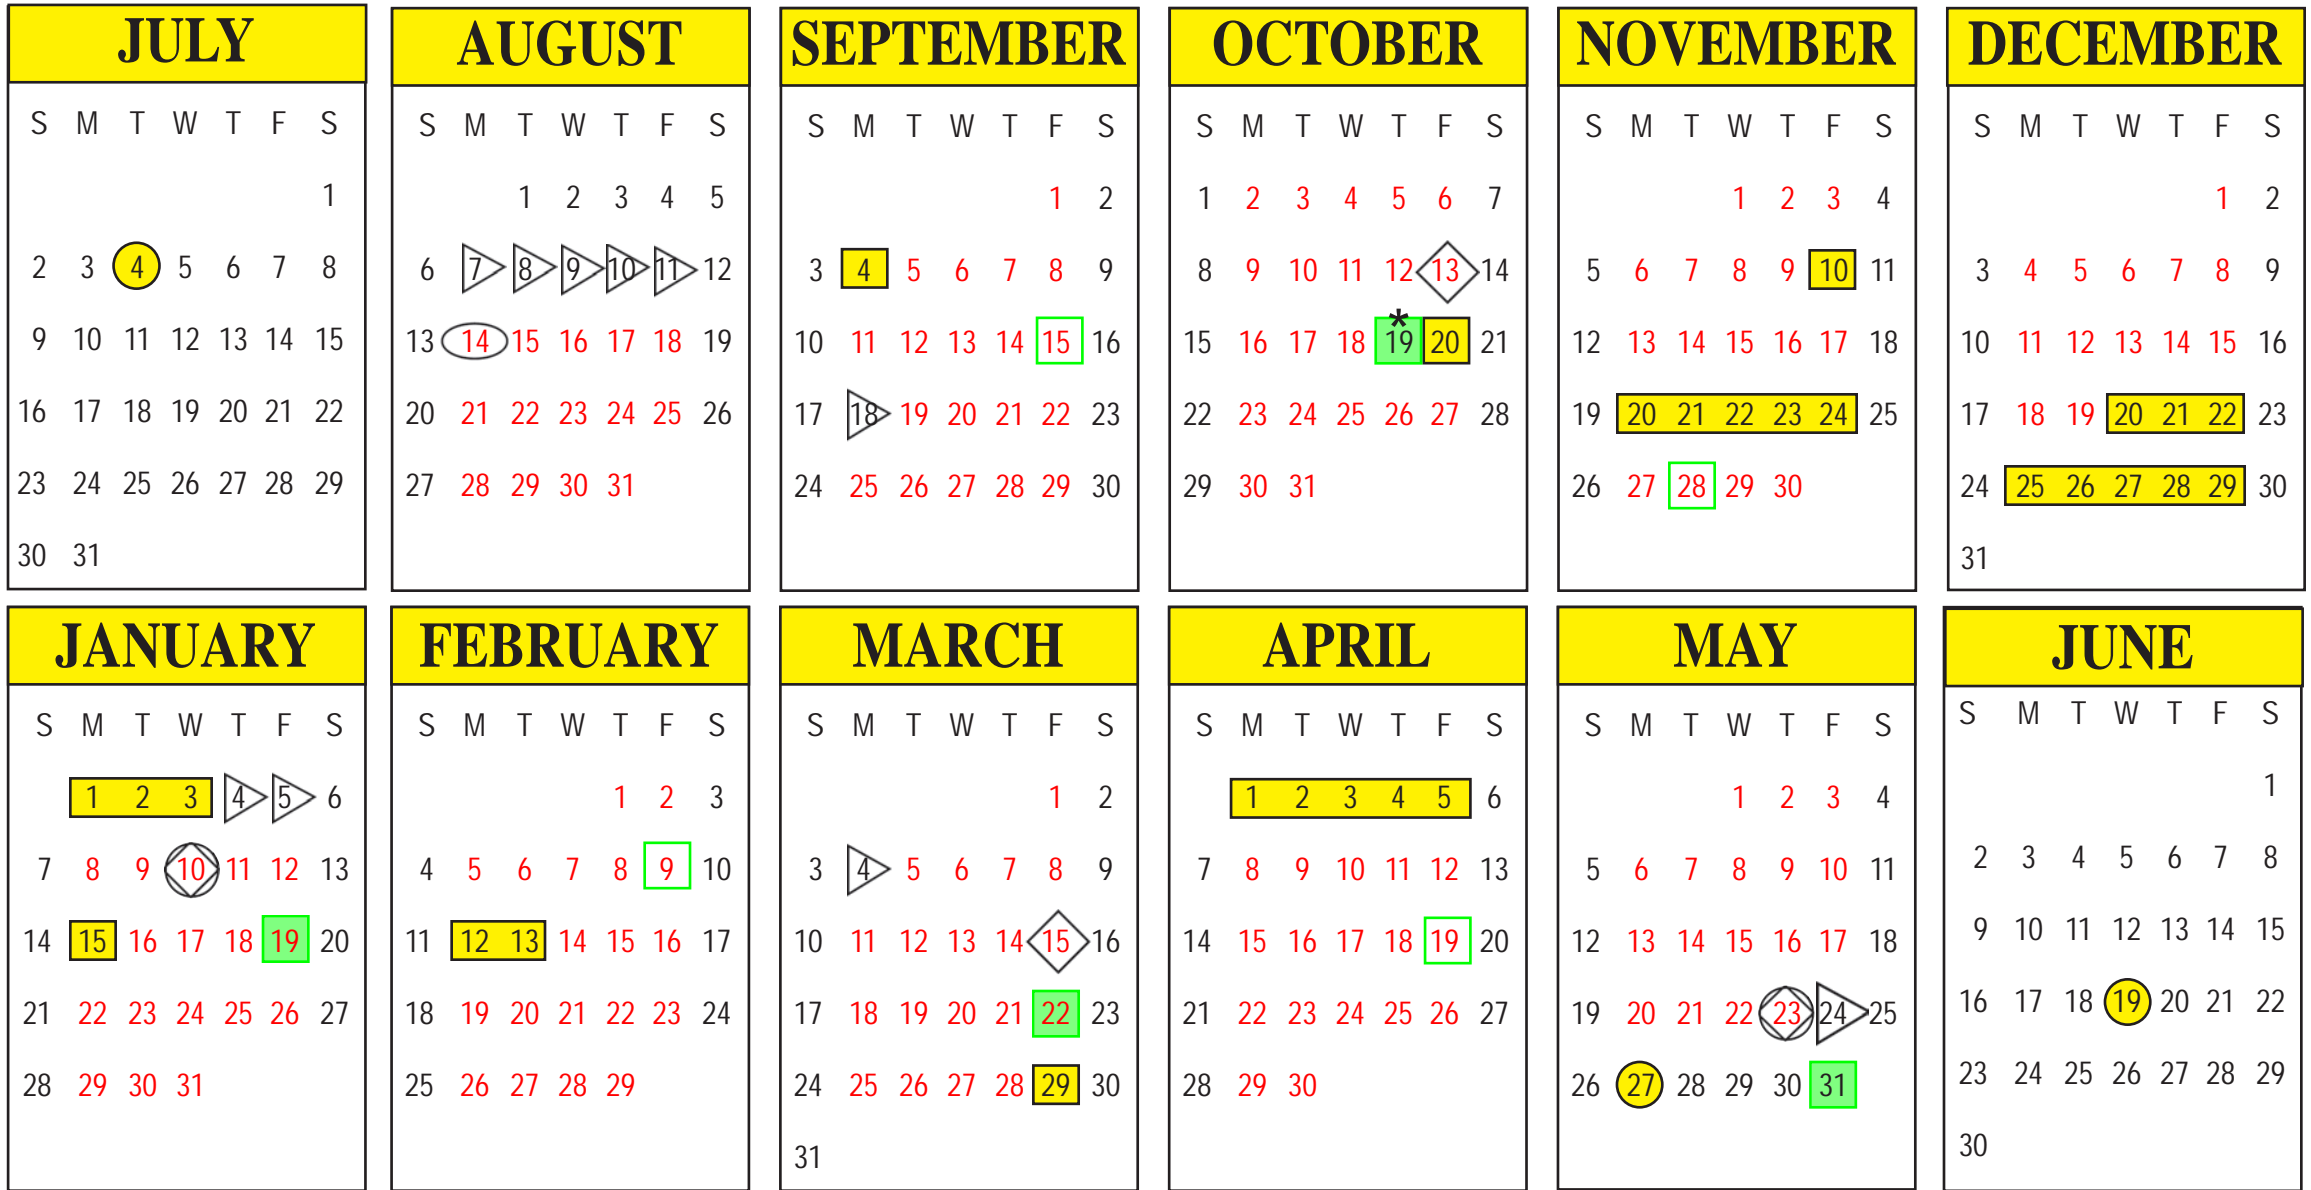 JULY
S M T W T F S
1
2 3 4 5 6 7 8
9 10 11 12 13 14 15
16 17 18 19 20 21 22
23 24 25 26 27 28 29
30 31
AUGUST
S M T W T F S
1 2 3 4 5
6 7 8 9 10 11 12
13 14 15 16 17 18 19
20 21 22 23 24 25 26
27 28 29 30 31
SEPTEMBER
S M T W T F S
1 2
3 4 5 6 7 8 9
10 11 12 13 14 15 16
17 18 19 20 21 22 23
24 25 26 27 28 29 30
OCTOBER
S M T W T F S
1 2 3 4 5 6 7
8 9 10 11 12 13 14
*
15 16 17 18 19 20 21
22 23 24 25 26 27 28
29 30 31
NOVEMBER
S M T W T F S
1 2 3 4
5 6 7 8 9 10 11
12 13 14 15 16 17 18
19 20 21 22 23 24 25
26 27 28 29 30
DECEMBER
S M T W T F S
1 2
3 4 5 6 7 8 9
10 11 12 13 14 15 16
17 18 19 20 21 22 23
24 25 26 27 28 29 30
31
JANUARY
S M T W T F S
1 2 3 4 5 6
7 8 9 10 11 12 13
14 15 16 17 18 19 20
21 22 23 24 25 26 27
28 29 30 31
FEBRUARY
S M T W T F S
1 2 3
4 5 6 7 8 9 10
11 12 13 14 15 16 17
18 19 20 21 22 23 24
25 26 27 28 29
MARCH
S M T W T F S
1 2
3 4 5 6 7 8 9
10 11 12 13 14 15 16
17 18 19 20 21 22 23
24 25 26 27 28 29 30
31
APRIL
S M T W T F S
1 2 3 4 5 6
7 8 9 10 11 12 13
14 15 16 17 18 19 20
21 22 23 24 25 26 27
28 29 30
MAY
S M T W T F S
1 2 3 4
5 6 7 8 9 10 11
12 13 14 15 16 17 18
19 20 21 22 23 24 25
26 27 28 29 30 31
JUNE
S M T W T F S
1
2 3 4 5 6 7 8
9 10 11 12 13 14 15
16 17 18 19 20 21 22
23 24 25 26 27 28 29
30